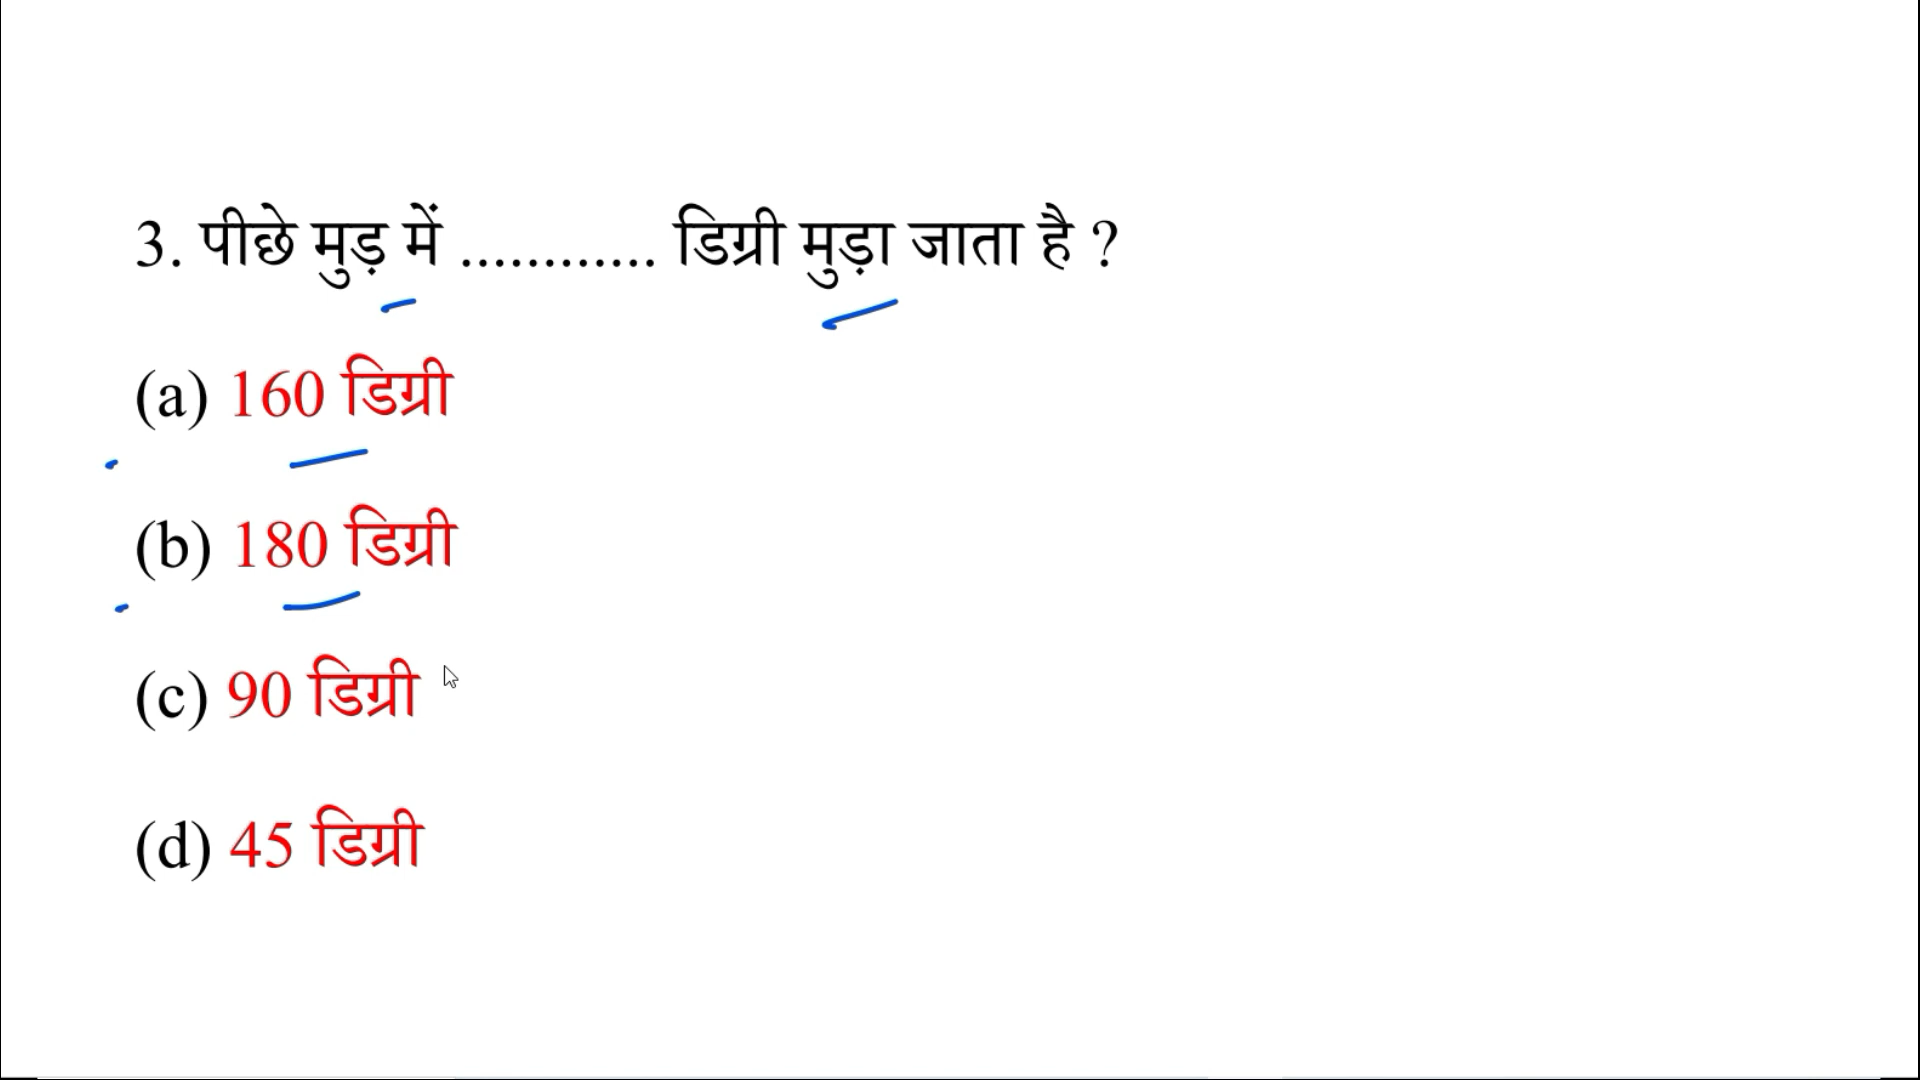 3. पीछे मुड़ में ............ डिग्री मुड़ा जाता है ?
(a) 160 डिग्री
(b) 180 डिग्री
(c) 90 डिग्री
(d) 45 डिग्री